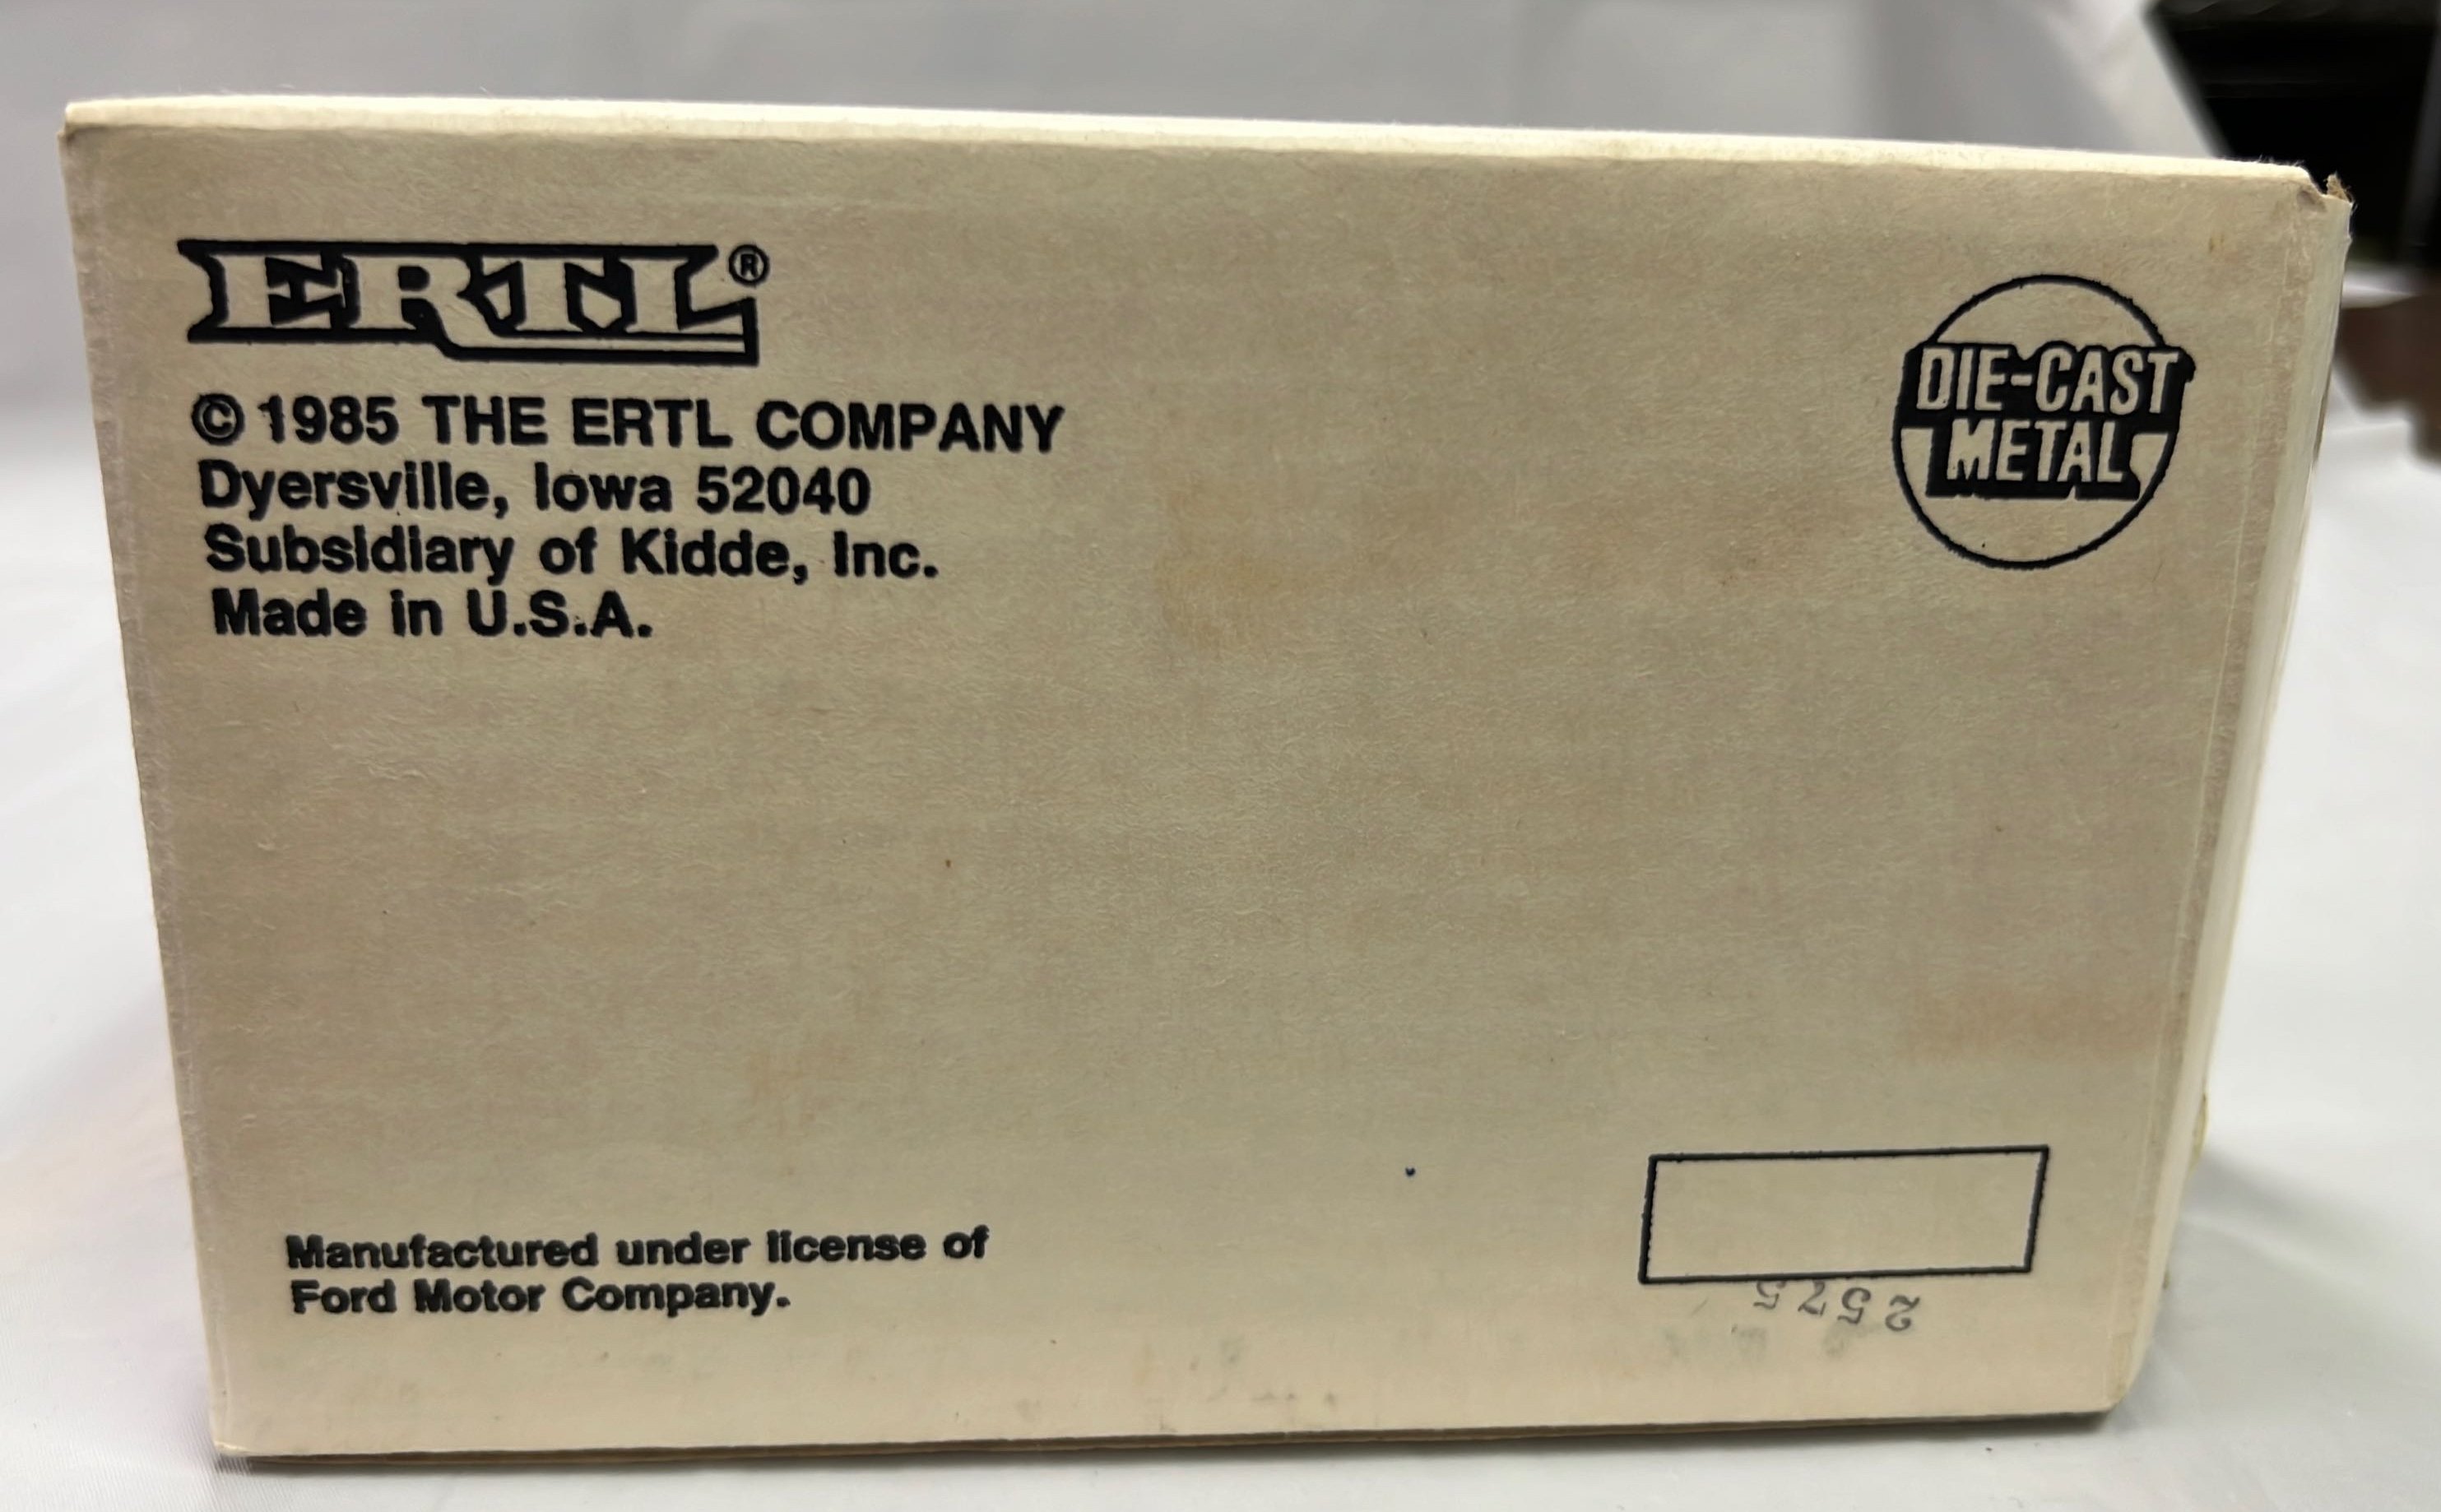 ERTL®
© 1985 THE ERTL COMPANY
Dyersville, Iowa 52040
Subsidiary of Kidde, Inc.
Made in U.S.A.
DIE-CAST
METAL
Manufactured under license of
Ford Motor Company.
2575